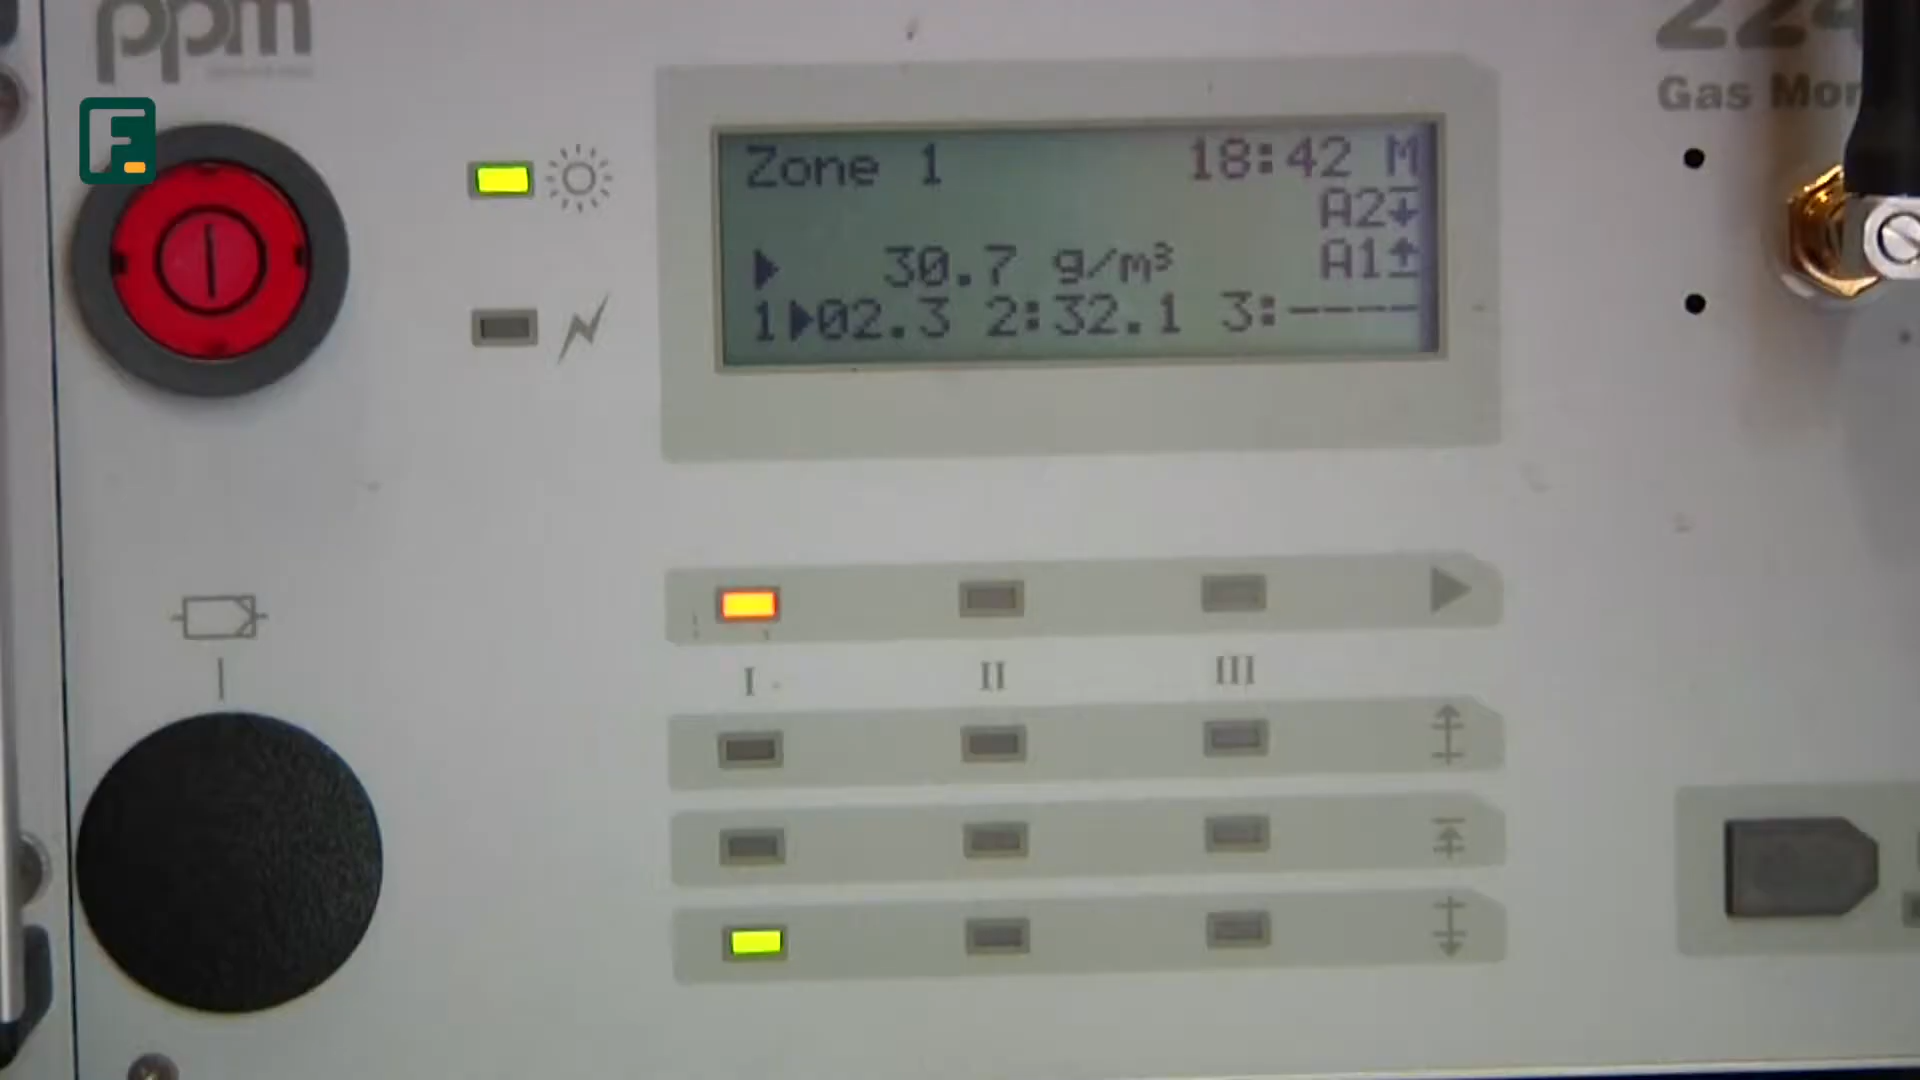 ppm
224
Gas Mon
Zone 1 18:42 M
A2
30.7 g/m³ A1
1▶02.3 2:32.1 3:----
I II III